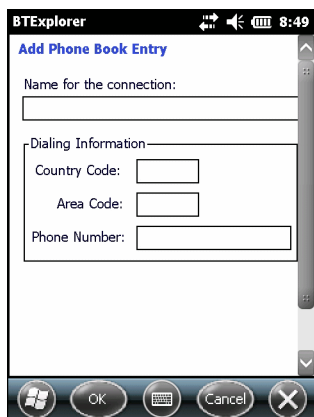 BTExplorer 8:49
Add Phone Book Entry
Name for the connection:
Dialing Information
Country Code:
Area Code:
Phone Number:
OK Cancel